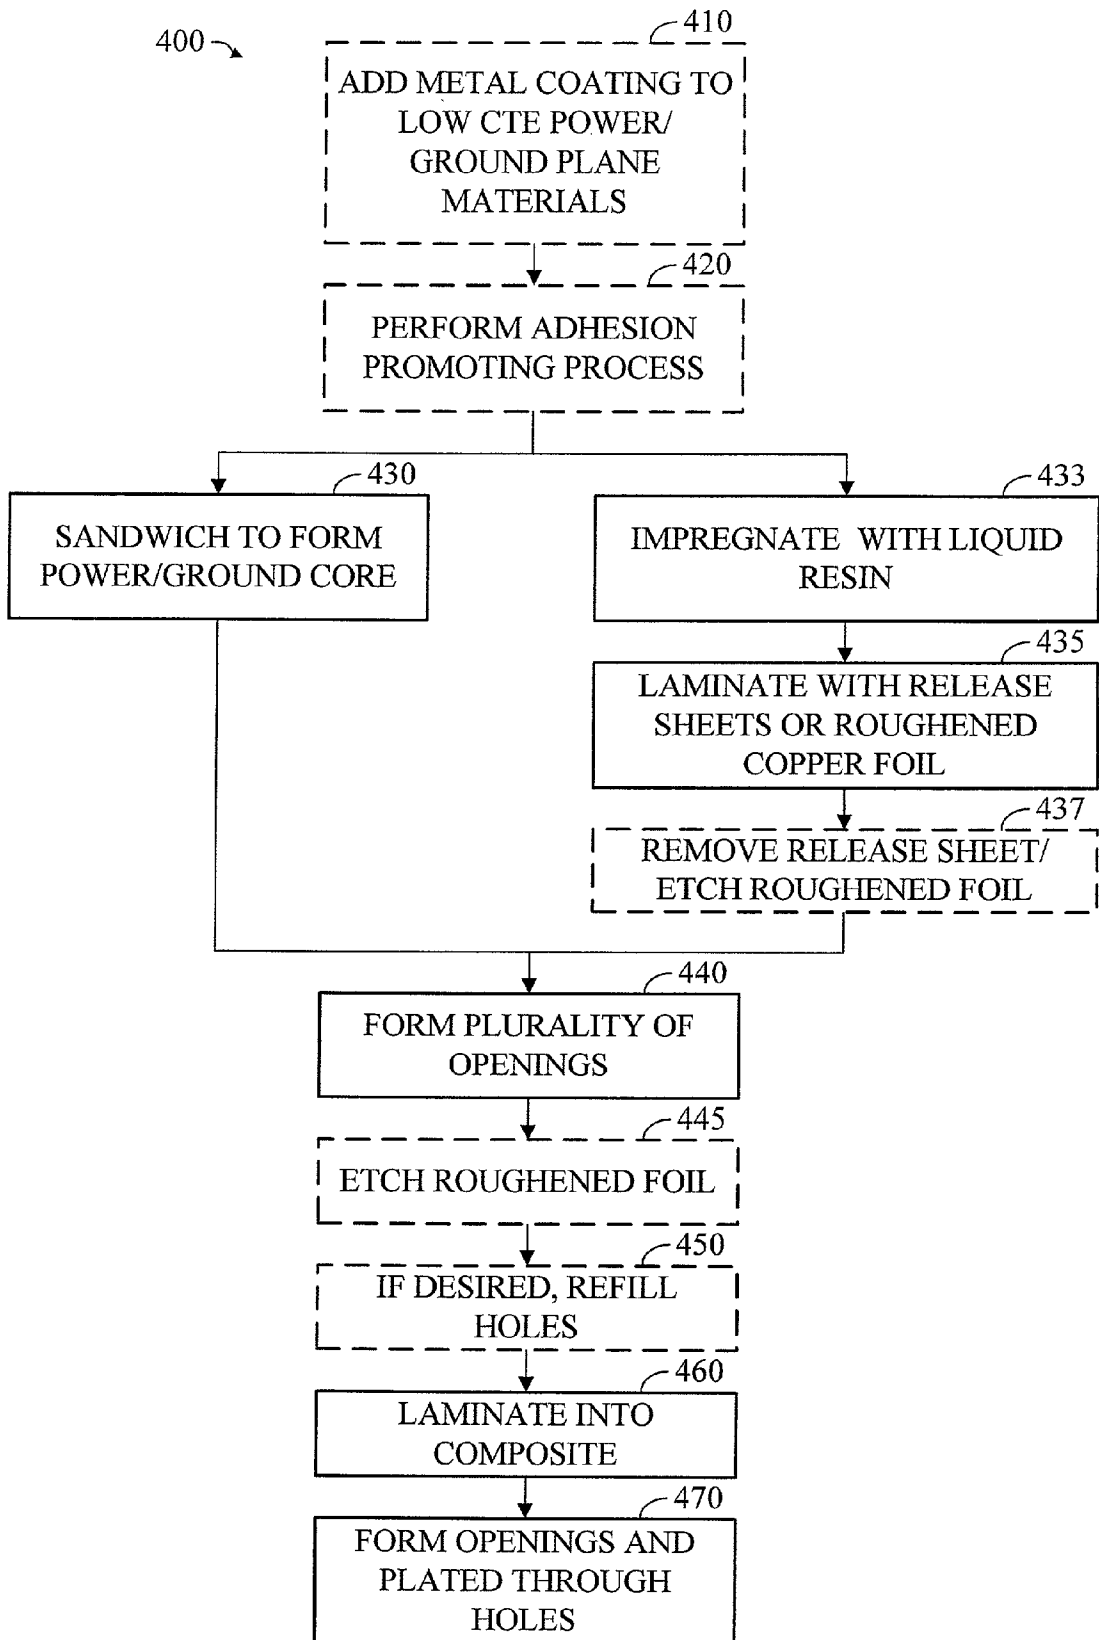 400
410
ADD METAL COATING TO
LOW CTE POWER/
GROUND PLANE
MATERIALS
420
PERFORM ADHESION
PROMOTING PROCESS
430
SANDWICH TO FORM
POWER/GROUND CORE
433
IMPREGNATE WITH LIQUID
RESIN
435
LAMINATE WITH RELEASE
SHEETS OR ROUGHENED
COPPER FOIL
437
REMOVE RELEASE SHEET/
ETCH ROUGHENED FOIL
440
FORM PLURALITY OF
OPENINGS
445
ETCH ROUGHENED FOIL
450
IF DESIRED, REFILL
HOLES
460
LAMINATE INTO
COMPOSITE
470
FORM OPENINGS AND
PLATED THROUGH
HOLES